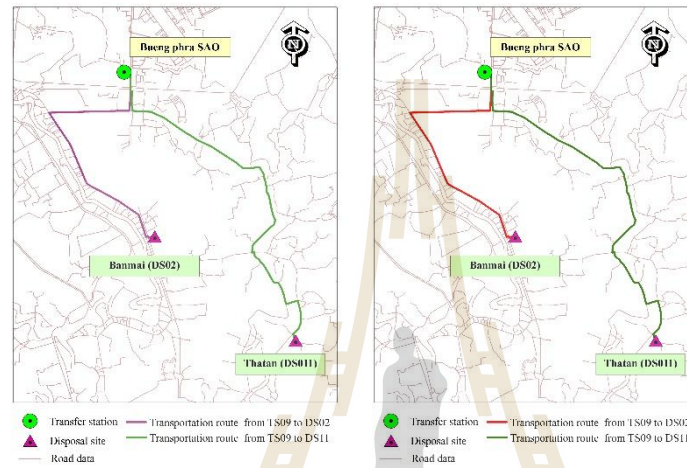 Bueng phra SAO
N
Banmai (DS02)
Thatan (DS011)
Transfer station
Transportation route from TS09 to DS02
Disposal site
Transportation route from TS09 to DS11
Road data
Bueng phra SAO
N
Banmai (DS02)
Thatan (DS011)
Transfer station
Transportation route from TS09 to DS02
Disposal site
Transportation route from TS09 to DS11
Road data